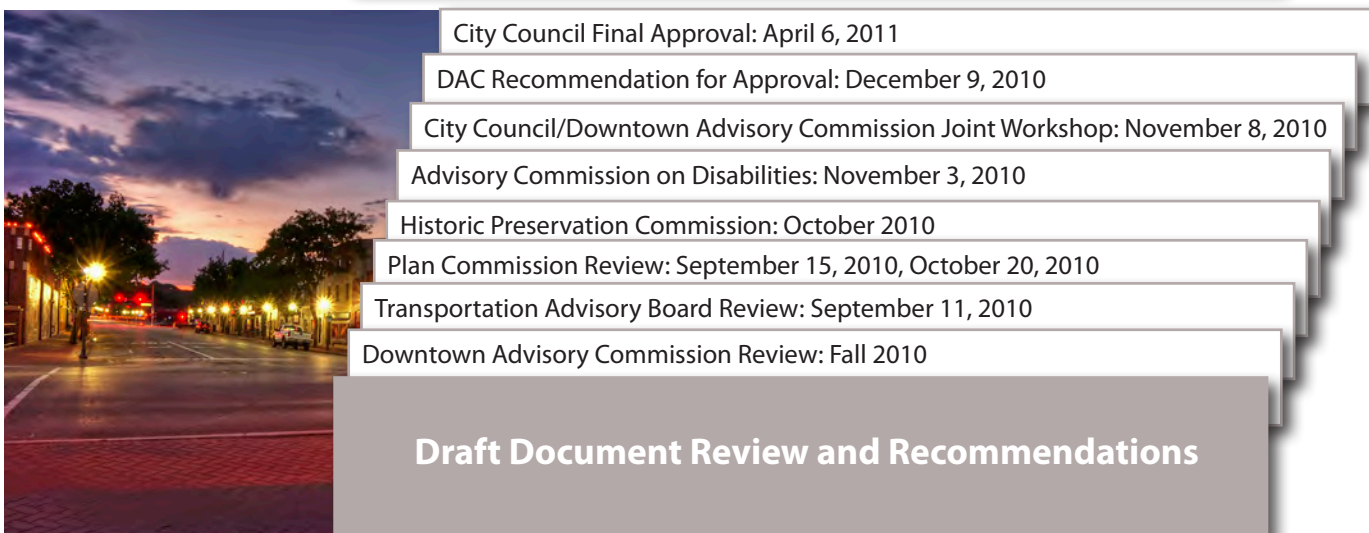 City Council Final Approval: April 6, 2011
DAC Recommendation for Approval: December 9, 2010
City Council/Downtown Advisory Commission Joint Workshop: November 8, 2010
Advisory Commission on Disabilities: November 3, 2010
Historic Preservation Commission: October 2010
Plan Commission Review: September 15, 2010, October 20, 2010
Transportation Advisory Board Review: September 11, 2010
Downtown Advisory Commission Review: Fall 2010
Draft Document Review and Recommendations